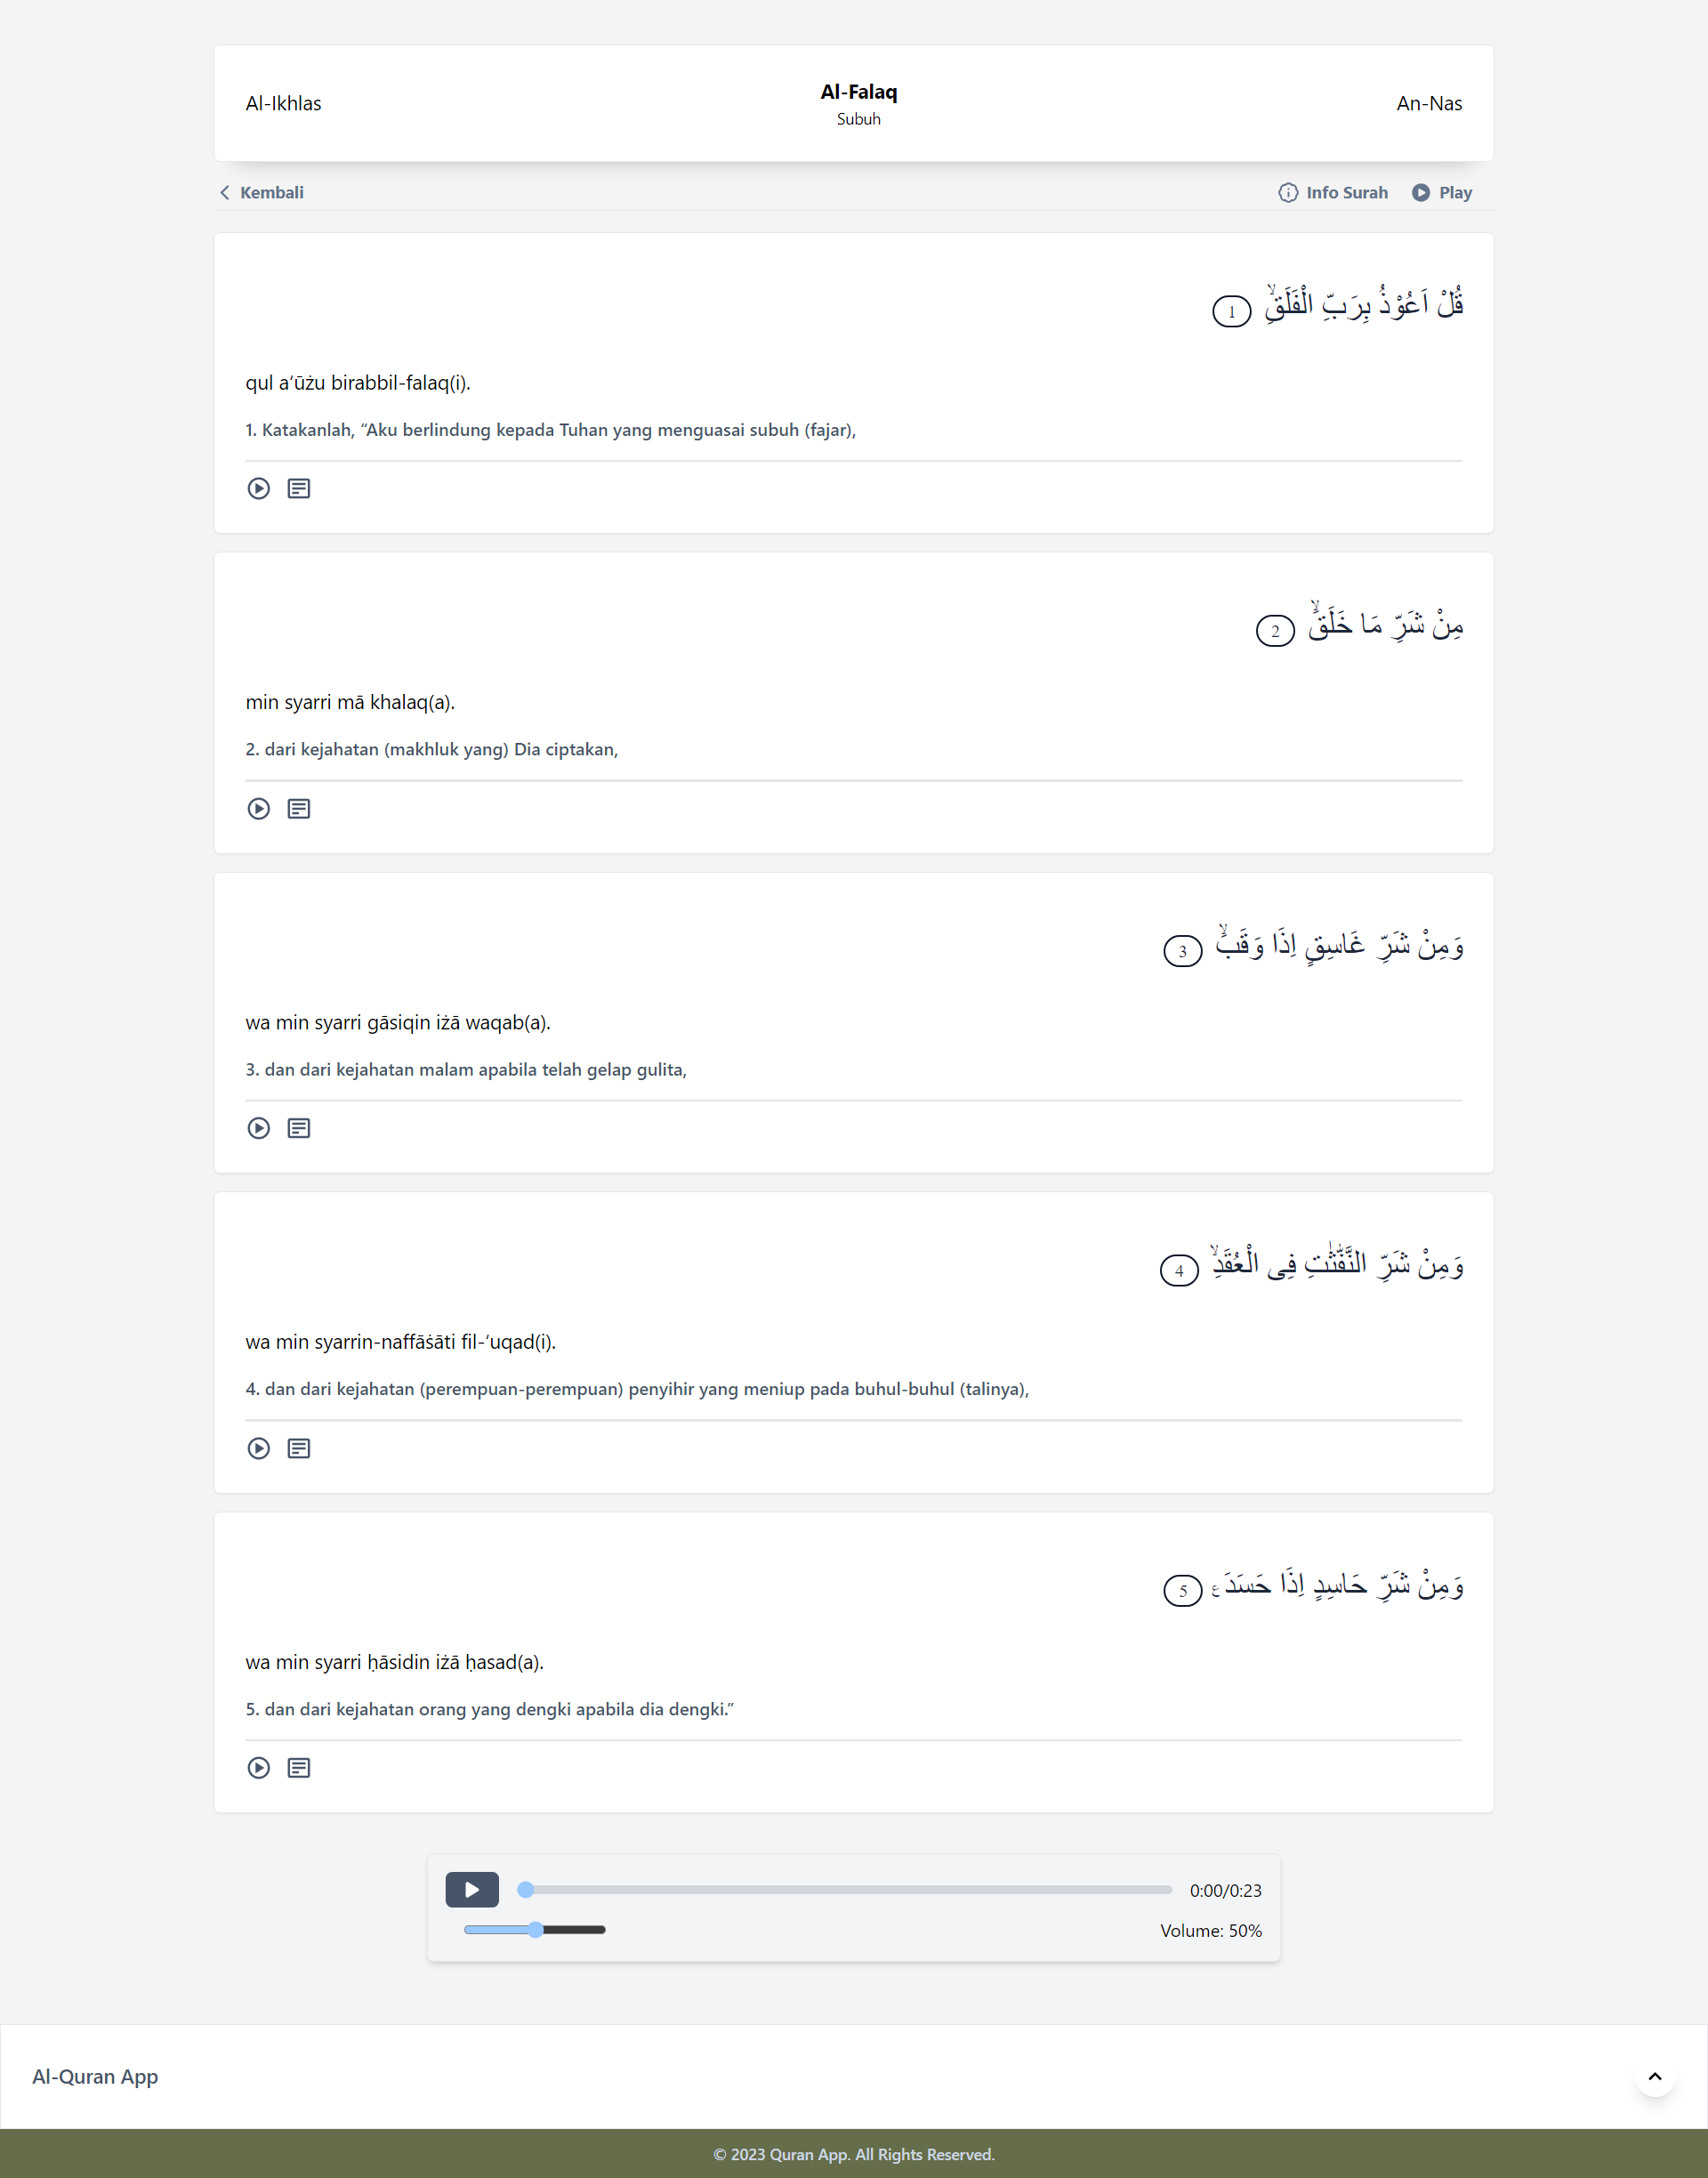 Al-Ikhlas
Al-Falaq
Subuh
An-Nas
Kembali
Info Surah
Play
قُلْ اَعُوْذُ بِرَبِّ الْفَلَقِۙ 1
qul a‘ūżu birabbil-falaq(i).
1. Katakanlah, “Aku berlindung kepada Tuhan yang menguasai subuh (fajar),
مِنْ شَرِّ مَا خَلَقَۙ 2
min syarri mā khalaq(a).
2. dari kejahatan (makhluk yang) Dia ciptakan,
وَمِنْ شَرِّ غَاسِقٍ اِذَا وَقَبَۙ 3
wa min syarri gāsiqin iżā waqab(a).
3. dan dari kejahatan malam apabila telah gelap gulita,
وَمِنْ شَرِّ النَّفّٰثٰتِ فِى الْعُقَدِۙ 4
wa min syarrin-naffāṡāti fil-‘uqad(i).
4. dan dari kejahatan (perempuan-perempuan) penyihir yang meniup pada buhul-buhul (talinya),
وَمِنْ شَرِّ حَاسِدٍ اِذَا حَسَدَ ࣖ 5
wa min syarri ḥāsidin iżā ḥasad(a).
5. dan dari kejahatan orang yang dengki apabila dia dengki.”
0:00/0:23
Volume: 50%
Al-Quran App
© 2023 Quran App. All Rights Reserved.